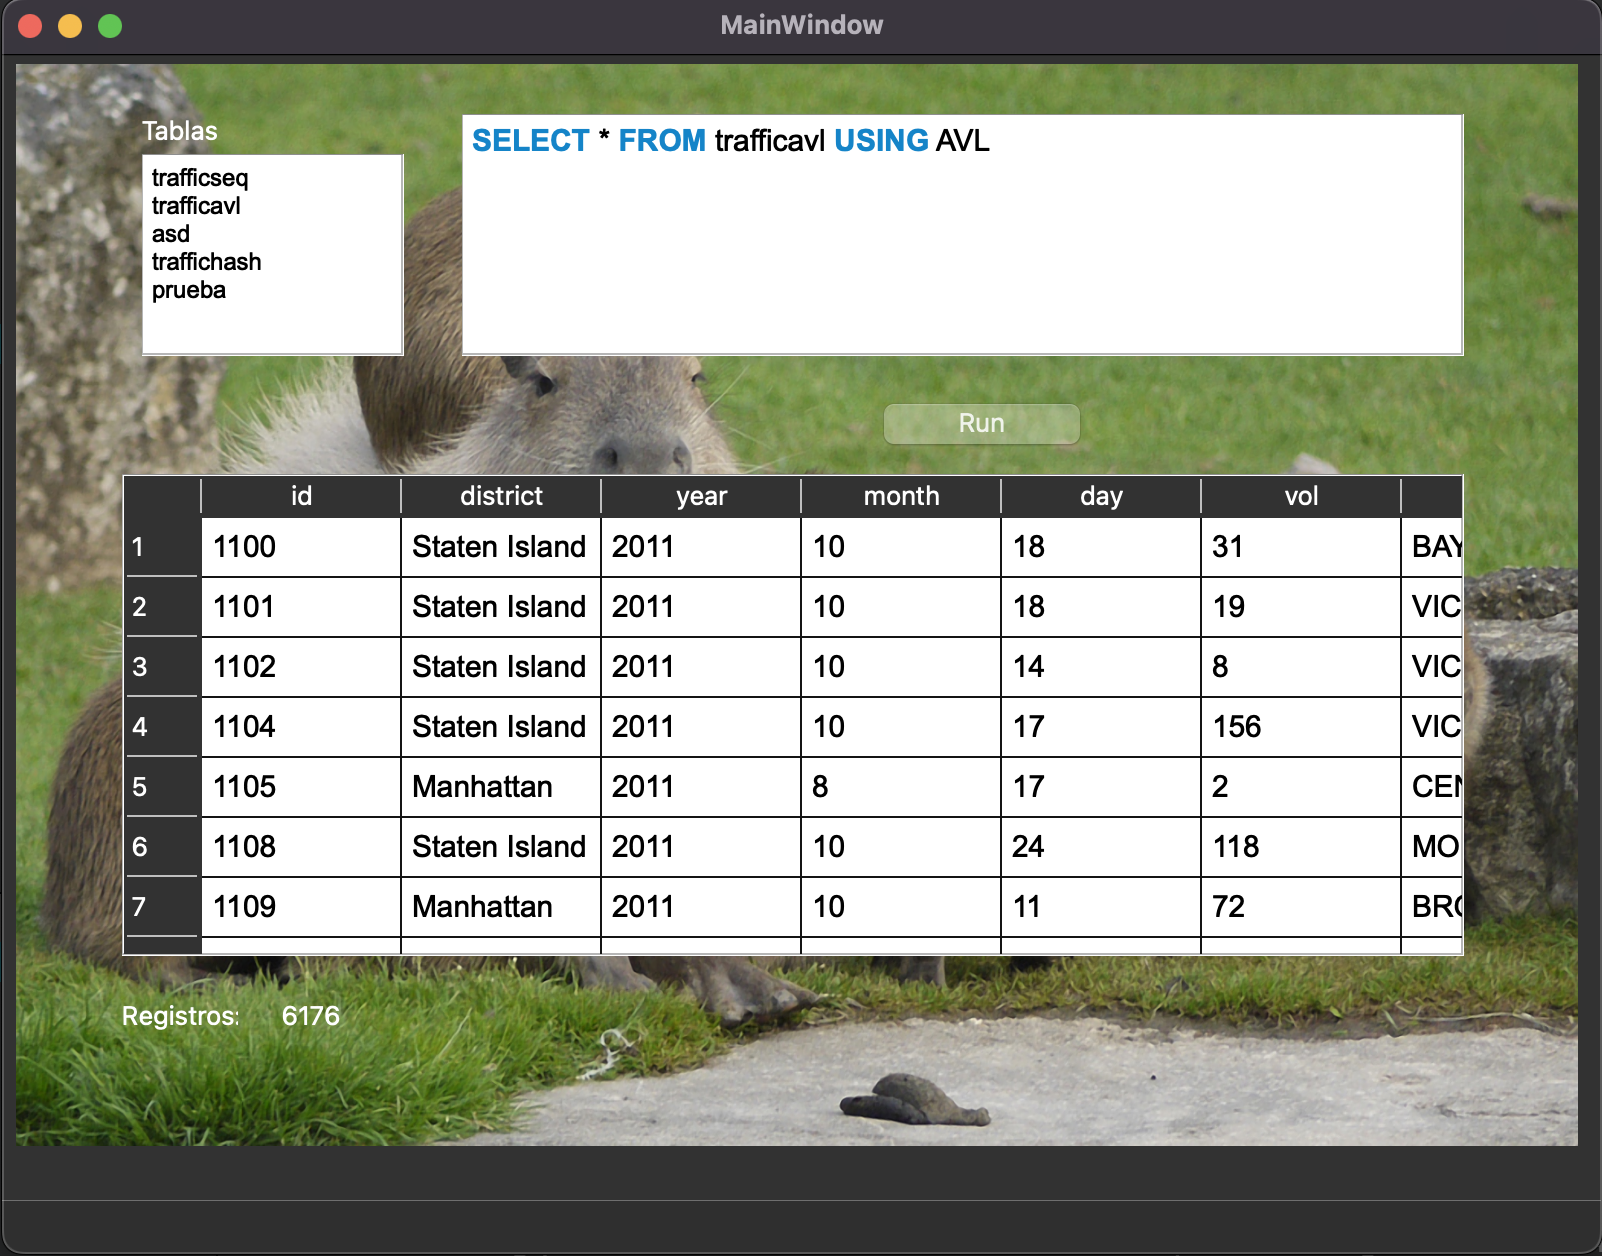 MainWindow
Tablas
trafficseq
trafficavl
asd
traffichash
prueba
SELECT * FROM trafficavl USING AVL
Run
id district year month day vol
1 1100 Staten Island 2011 10 18 31 BAY
2 1101 Staten Island 2011 10 18 19 VIC
3 1102 Staten Island 2011 10 14 8 VIC
4 1104 Staten Island 2011 10 17 156 VIC
5 1105 Manhattan 2011 8 17 2 CEN
6 1108 Staten Island 2011 10 24 118 MO
7 1109 Manhattan 2011 10 11 72 BRO
Registros: 6176